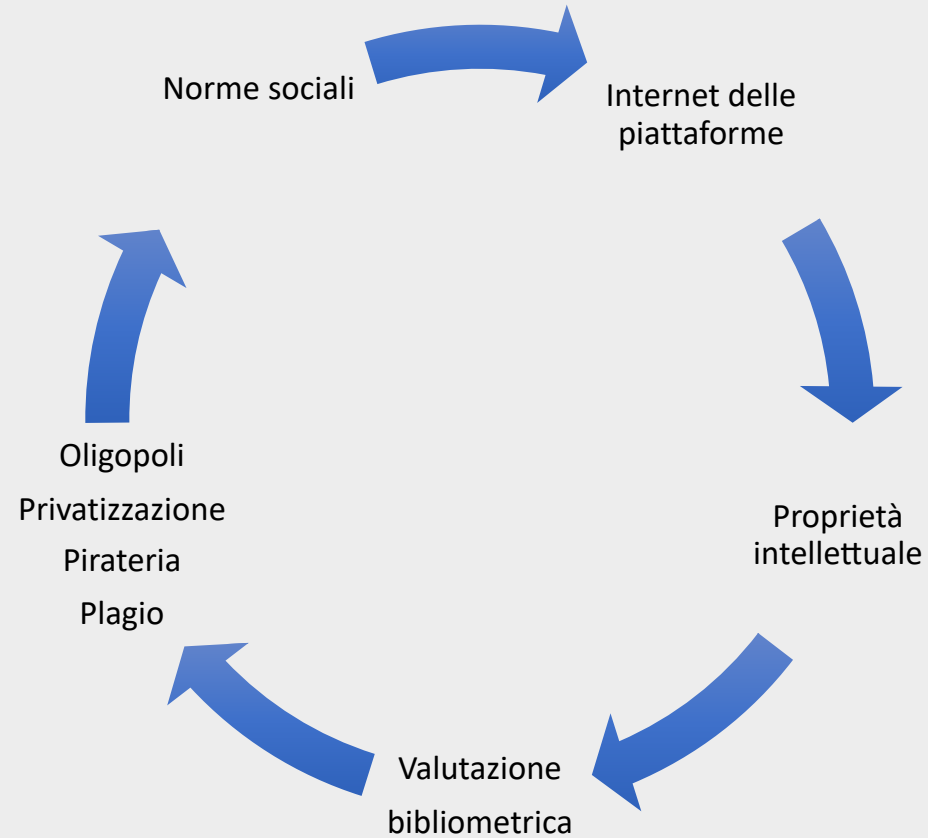 Norme sociali
Internet delle
piattaforme
Proprietà
intellettuale
Valutazione
bibliometrica
Oligopoli
Privatizzazione
Pirateria
Plagio